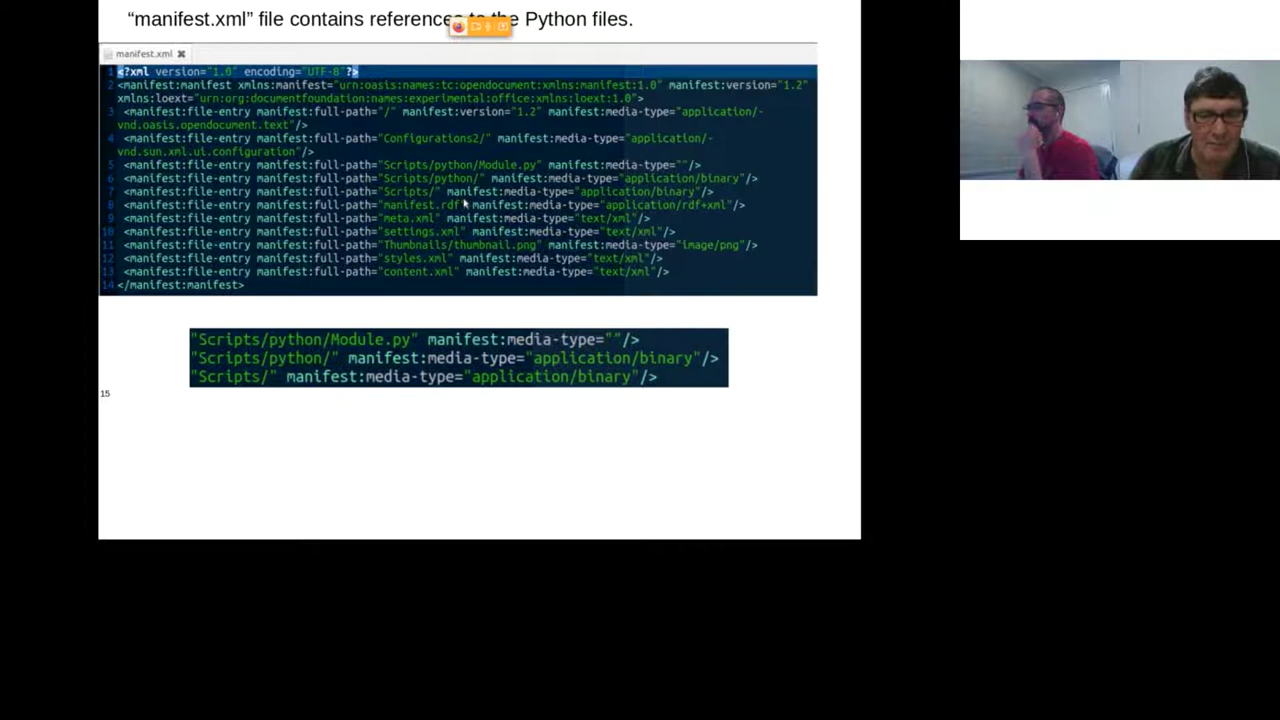 “manifest.xml” file contains references to the Python files.
manifest.xml
1 <?xml version="1.0" encoding="UTF-8"?>
2 <manifest:manifest xmlns:manifest="urn:oasis:names:tc:opendocument:xmlns:manifest:1.0" manifest:version="1.2"
xmlns:loext="urn:org:documentfoundation:names:experimental:office:xmlns:loext:1.0">
3 <manifest:file-entry manifest:full-path="/" manifest:version="1.2" manifest:media-type="application/-
vnd.oasis.opendocument.text"/>
4 <manifest:file-entry manifest:full-path="Configurations2/" manifest:media-type="application/-
vnd.sun.xml.ui.configuration"/>
5 <manifest:file-entry manifest:full-path="Scripts/python/Module.py" manifest:media-type=""/>
6 <manifest:file-entry manifest:full-path="Scripts/python/" manifest:media-type="application/binary"/>
7 <manifest:file-entry manifest:full-path="Scripts/" manifest:media-type="application/binary"/>
8 <manifest:file-entry manifest:full-path="manifest.rdf" manifest:media-type="application/rdf+xml"/>
9 <manifest:file-entry manifest:full-path="meta.xml" manifest:media-type="text/xml"/>
10 <manifest:file-entry manifest:full-path="settings.xml" manifest:media-type="text/xml"/>
11 <manifest:file-entry manifest:full-path="Thumbnails/thumbnail.png" manifest:media-type="image/png"/>
12 <manifest:file-entry manifest:full-path="styles.xml" manifest:media-type="text/xml"/>
13 <manifest:file-entry manifest:full-path="content.xml" manifest:media-type="text/xml"/>
14 </manifest:manifest>
"Scripts/python/Module.py" manifest:media-type=""/>
"Scripts/python/" manifest:media-type="application/binary"/>
"Scripts/" manifest:media-type="application/binary"/>
15